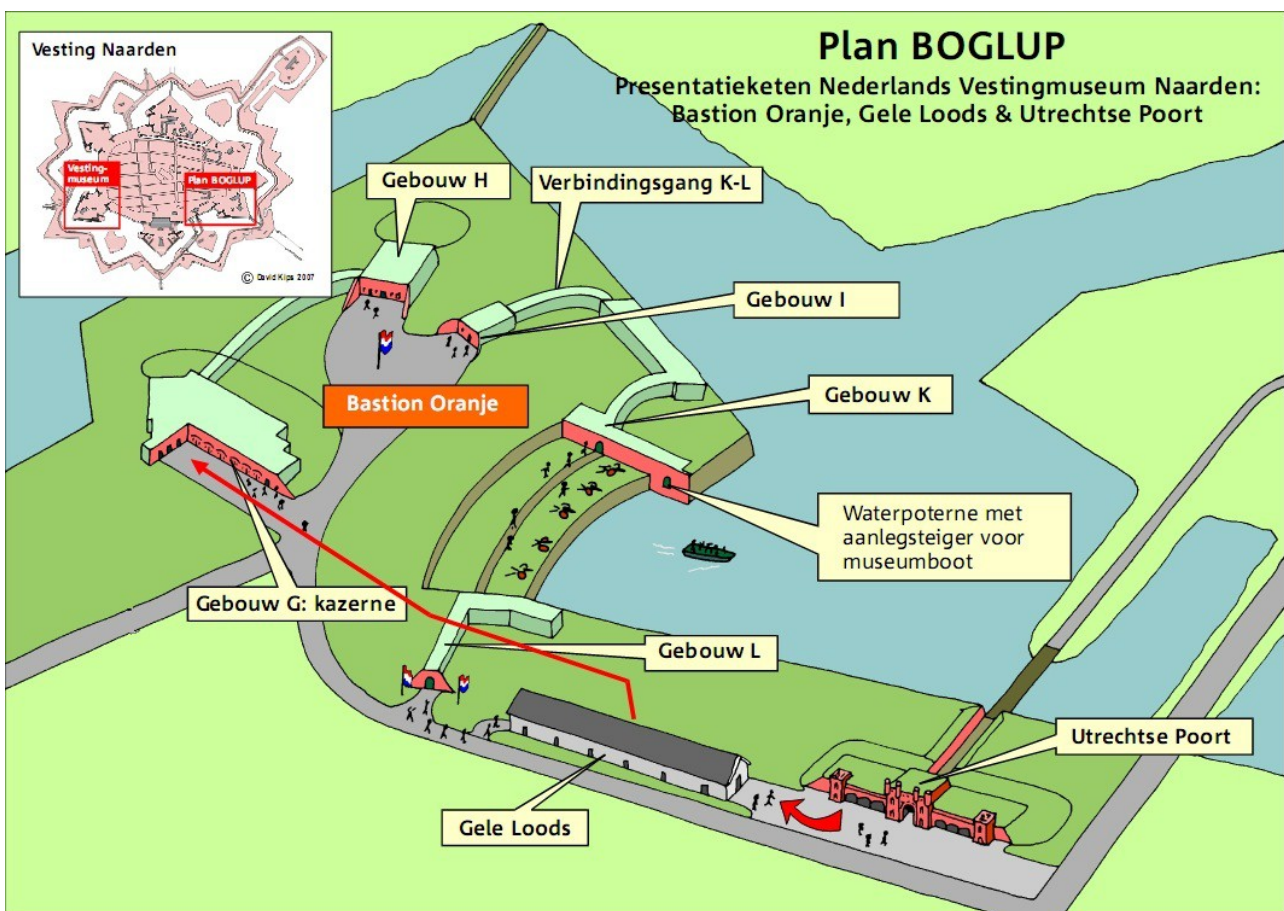 Vesting Naarden
Vesting-
museum
Plan BOGLUP
© David Kips 2007
Plan BOGLUP
Presentatieketen Nederlands Vestingmuseum Naarden:
Bastion Oranje, Gele Loods & Utrechtse Poort
Gebouw H
Verbindingsgang K-L
Gebouw I
Bastion Oranje
Gebouw K
Waterpoterne met
aanlegsteiger voor
museumboot
Gebouw G: kazerne
Gebouw L
Utrechtse Poort
Gele Loods